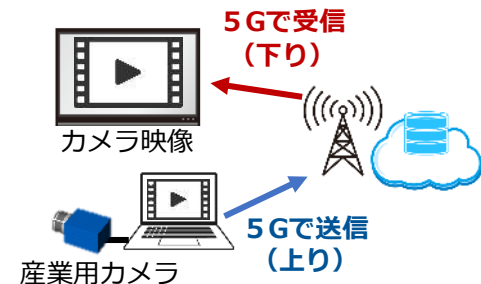 ５Gで受信
（下り）
カメラ映像
５Gで送信
（上り）
産業用カメラ